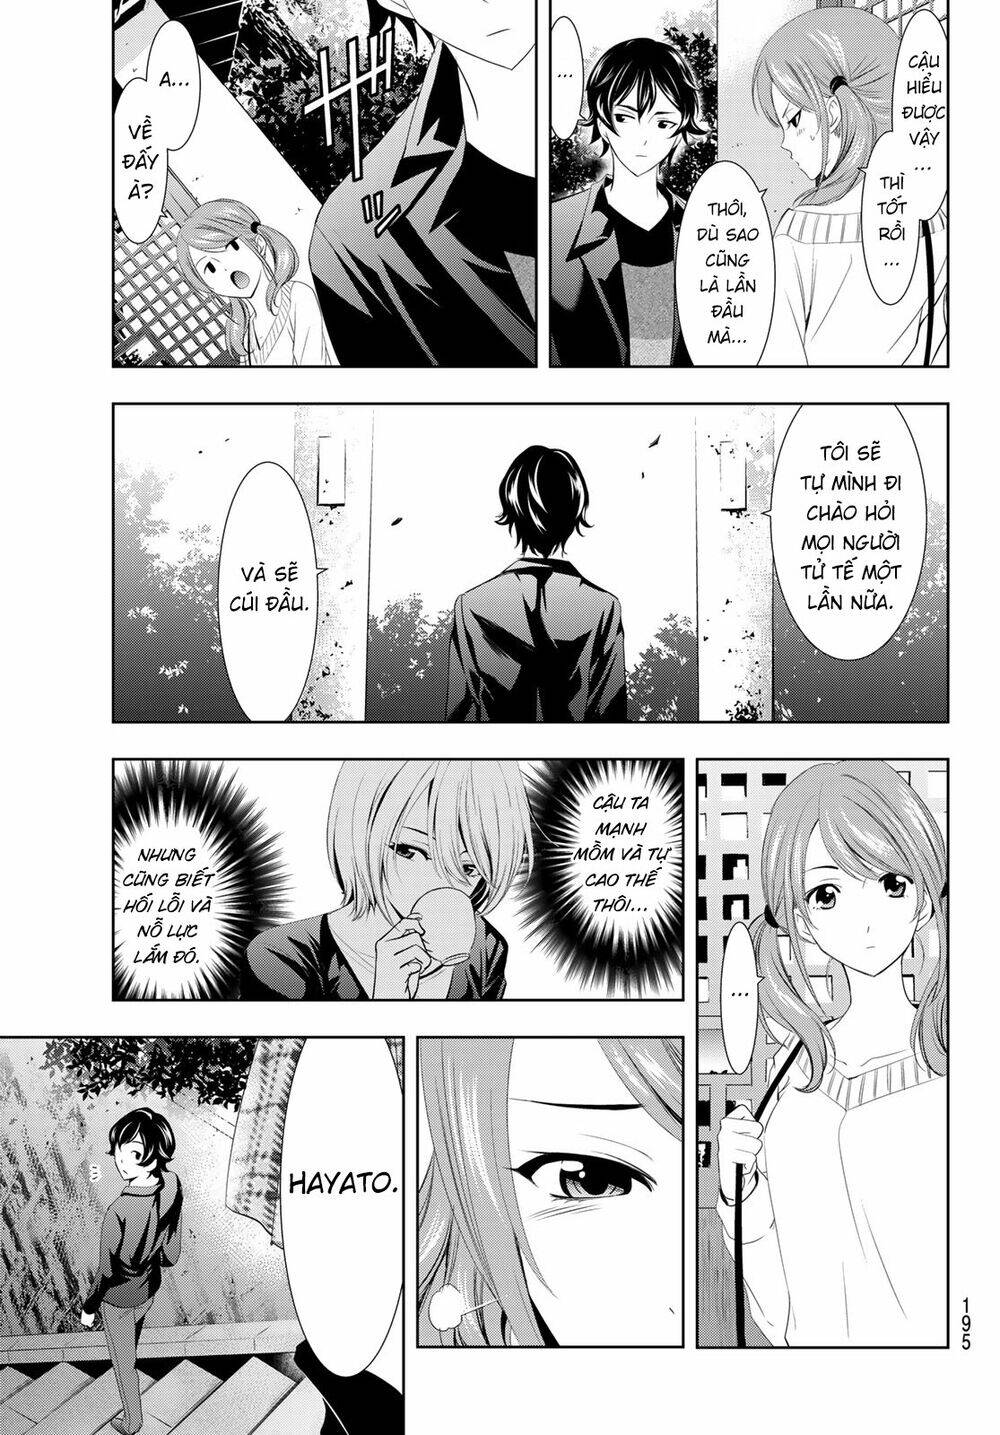 CẬU
HIỂU
ĐƯỢC
VẬY
...
THÌ
TỐT
RỒI
...
...
THÔI,
DÙ SAO
CŨNG
LÀ LẦN
ĐẦU
MÀ...
A...
VỀ
ĐẤY
À?
TÔI SẼ
TỰ MÌNH ĐI
CHÀO HỎI
MỌI NGƯỜI
TỬ TẾ MỘT
LẦN NỮA.
VÀ SẼ
CÚI ĐẦU.
...
CẬU TA
MẠNH
MỒM VÀ TỰ
CAO THẾ
THÔI...
NHƯNG
CŨNG BIẾT
HỐI LỖI VÀ
NỖ LỰC
LẮM ĐÓ.
HAYATO.
195